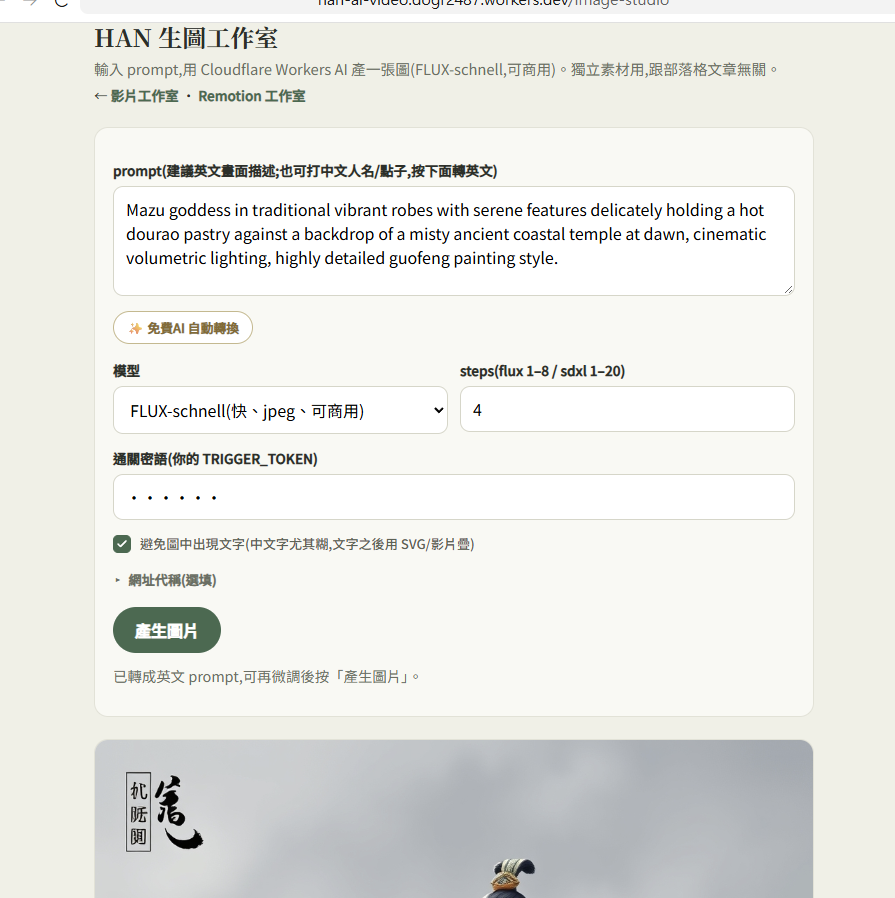 HAN 生圖工作室
輸入 prompt,用 Cloudflare Workers AI 產一張圖(FLUX-schnell,可商用)。獨立素材用,跟部落格文章無關。
← 影片工作室 · Remotion 工作室
prompt(建議英文畫面描述;也可打中文人名/點子,按下面轉英文)
Mazu goddess in traditional vibrant robes with serene features delicately holding a hot
dourao pastry against a backdrop of a misty ancient coastal temple at dawn, cinematic
volumetric lighting, highly detailed guofeng painting style.
✨ 免費AI 自動轉換
模型
steps(flux 1–8 / sdxl 1–20)
FLUX-schnell(快、jpeg、可商用)
4
通關密語(你的 TRIGGER_TOKEN)
避免圖中出現文字(中文字尤其糊,文字之後用 SVG/影片疊)
▸ 網址代稱(選填)
產生圖片
已轉成英文 prompt,可再微調後按「產生圖片」。